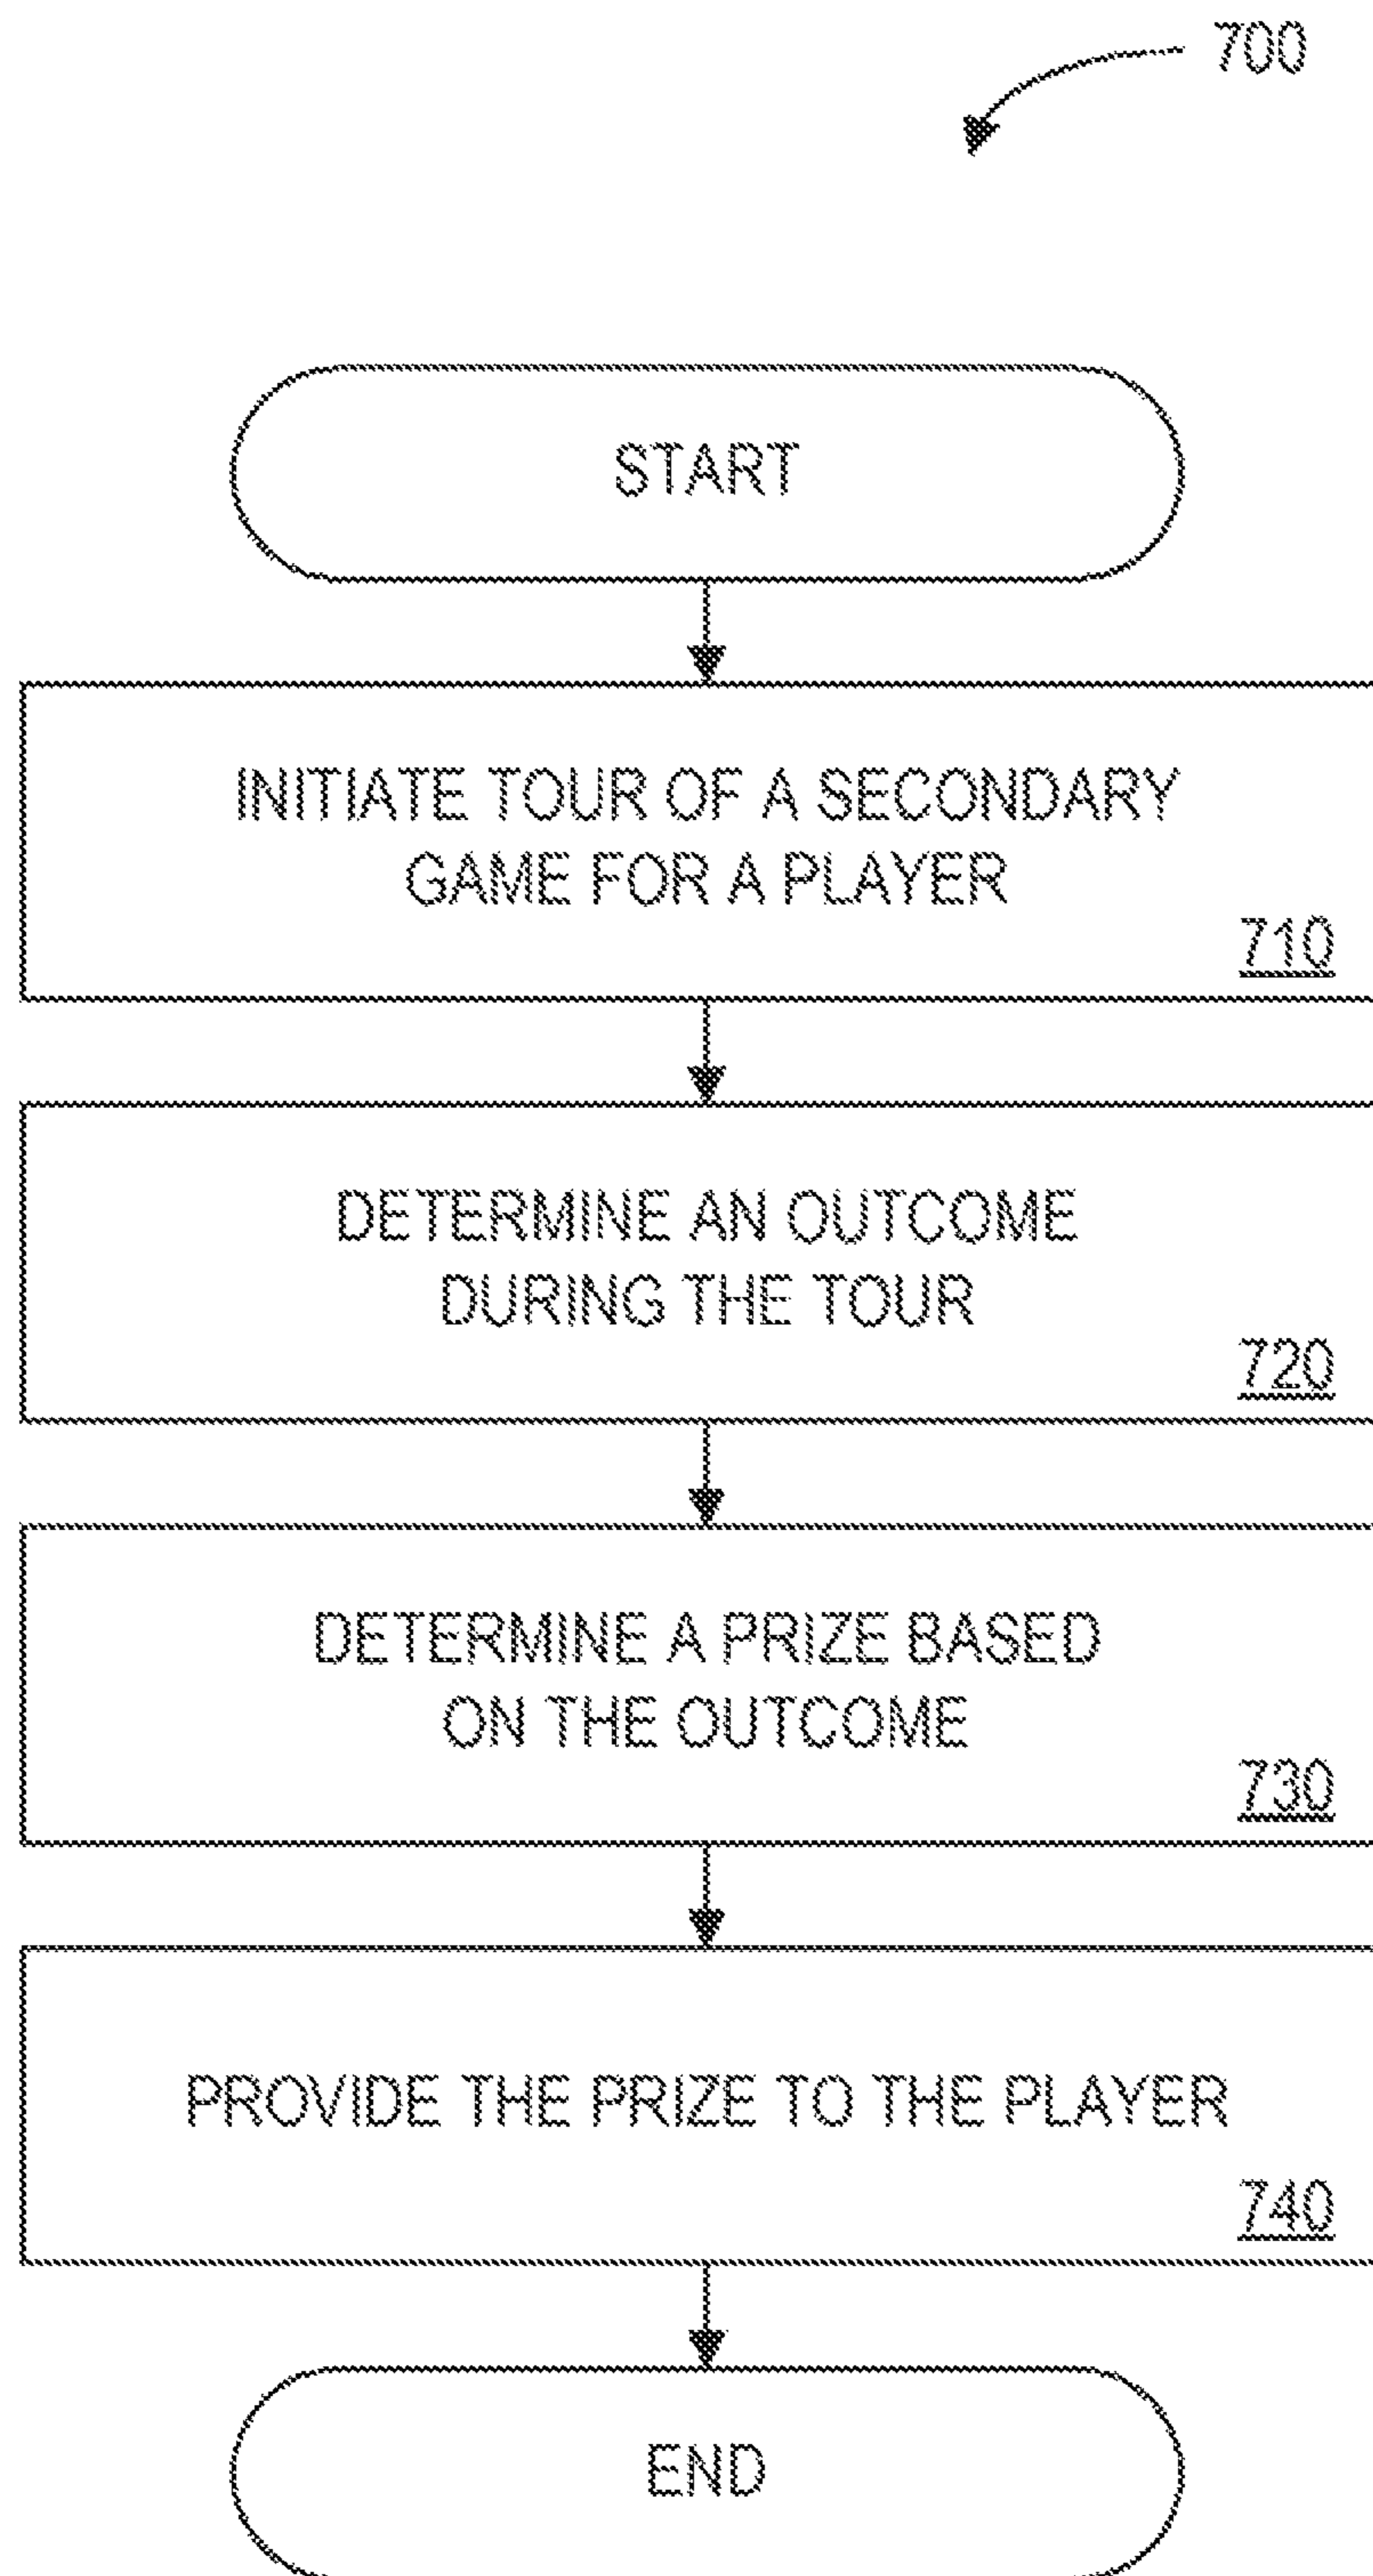 700
START
INITIATE TOUR OF A SECONDARY
GAME FOR A PLAYER
710
DETERMINE AN OUTCOME
DURING THE TOUR
720
DETERMINE A PRIZE BASED
ON THE OUTCOME
730
PROVIDE THE PRIZE TO THE PLAYER
740
END